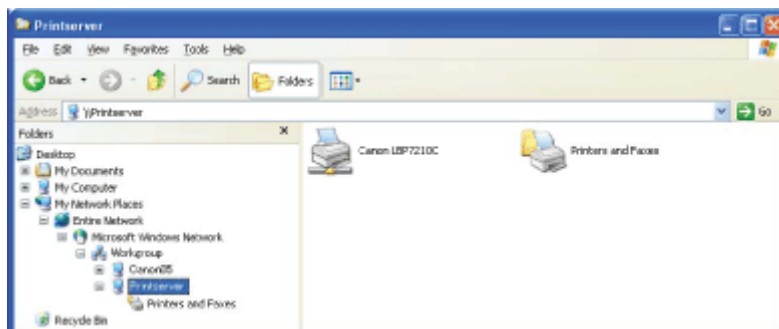 Printserver
File Edit View Favorites Tools Help
Back Search Folders
Address \\Printserver Go
Folders x
Desktop
My Documents
My Computer
My Network Places
Entire Network
Microsoft Windows Network
Workgroup
Canon05
Printserver
Printers and Faxes
Recycle Bin
Canon LBP7210C Printers and Faxes